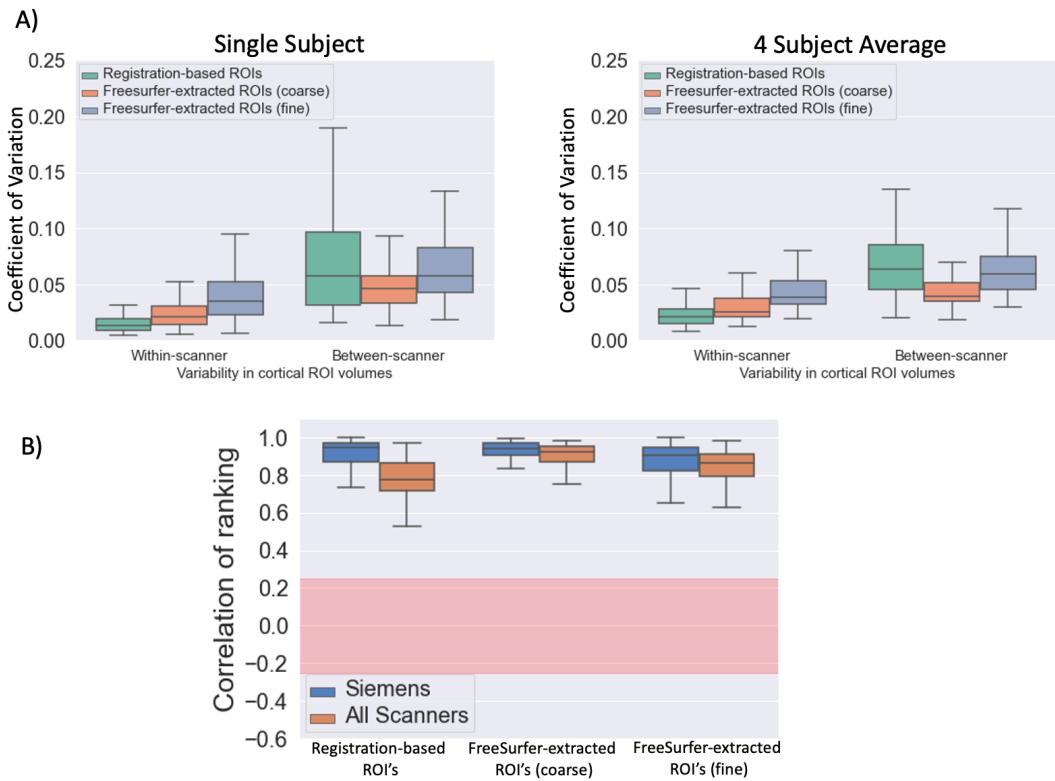 A)
Single Subject
0.25
0.20
0.15
0.10
0.05
0.00
Coefficient of Variation
Registration-based ROIs
Freesurfer-extracted ROIs (coarse)
Freesurfer-extracted ROIs (fine)
Within-scanner
Between-scanner
Variability in cortical ROI volumes
4 Subject Average
0.25
0.20
0.15
0.10
0.05
0.00
Coefficient of Variation
Registration-based ROIs
Freesurfer-extracted ROIs (coarse)
Freesurfer-extracted ROIs (fine)
Within-scanner
Between-scanner
Variability in cortical ROI volumes
B)
Correlation of ranking
1.0
0.8
0.6
0.4
0.2
0.0
−0.2
−0.4
−0.6
Siemens
All Scanners
Registration-based
ROI's
FreeSurfer-extracted
ROI's (coarse)
FreeSurfer-extracted
ROI's (fine)